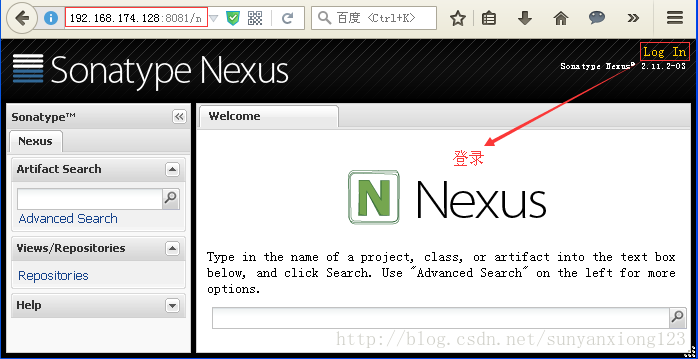 192.168.174.128:8081/n
百度 <Ctrl+K>
Sonatype Nexus
Log In
Sonatype Nexus™ 2.11.2-03
Sonatype™
Nexus
Artifact Search
Advanced Search
Views/Repositories
Repositories
Help
Welcome
登录
N Nexus
Type in the name of a project, class, or artifact into the text box
below, and click Search. Use "Advanced Search" on the left for more
options.
http://blog.csdn.net/sunyanxiong123